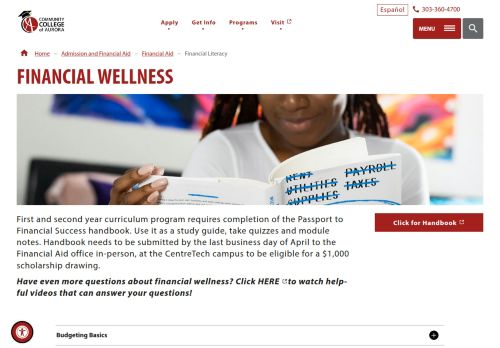 COMMUNITY
COLLEGE
of AURORA
Español
303-360-4700
Apply
Get Info
Programs
Visit
MENU
Home
Admission and Financial Aid
Financial Aid
Financial Literacy
FINANCIAL WELLNESS
RENT PAYROLL
UTILITIES TAXES
SUPPLIES
First and second year curriculum program requires completion of the Passport to
Financial Success handbook. Use it as a study guide, take quizzes and module
notes. Handbook needs to be submitted by the last business day of April to the
Financial Aid office in-person, at the CentreTech campus to be eligible for a $1,000
scholarship drawing.
Click for Handbook
Have even more questions about financial wellness? Click HERE to watch help-
ful videos that can answer your questions!
Budgeting Basics